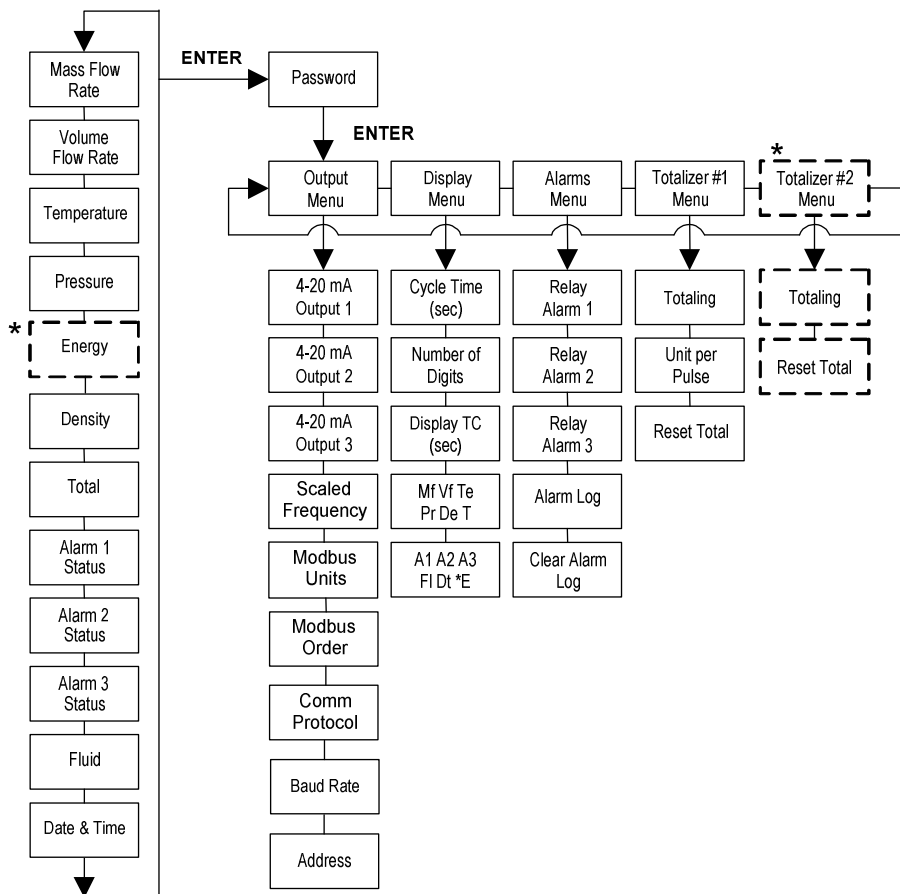 Mass Flow
Rate
Volume
Flow Rate
Temperature
Pressure
*
Energy
Density
Total
Alarm 1
Status
Alarm 2
Status
Alarm 3
Status
Fluid
Date & Time
ENTER
Password
ENTER
Output
Menu
Display
Menu
Alarms
Menu
Totalizer #1
Menu
*
Totalizer #2
Menu
4-20 mA
Output 1
4-20 mA
Output 2
4-20 mA
Output 3
Scaled
Frequency
Modbus
Units
Modbus
Order
Comm
Protocol
Baud Rate
Address
Cycle Time
(sec)
Number of
Digits
Display TC
(sec)
Mf Vf Te
Pr De T
A1 A2 A3
Fl Dt *E
Relay
Alarm 1
Relay
Alarm 2
Relay
Alarm 3
Alarm Log
Clear Alarm
Log
Totaling
Unit per
Pulse
Reset Total
Totaling
Reset Total